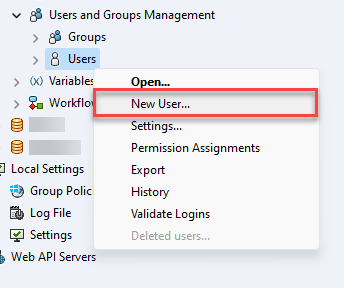 Users and Groups Management
Groups
Users
Variables
Open...
Workflow
New User...
Settings...
Permission Assignments
Local Settings
Export
Group Polic
History
Log File
Validate Logins
Settings
Deleted users...
Web API Servers